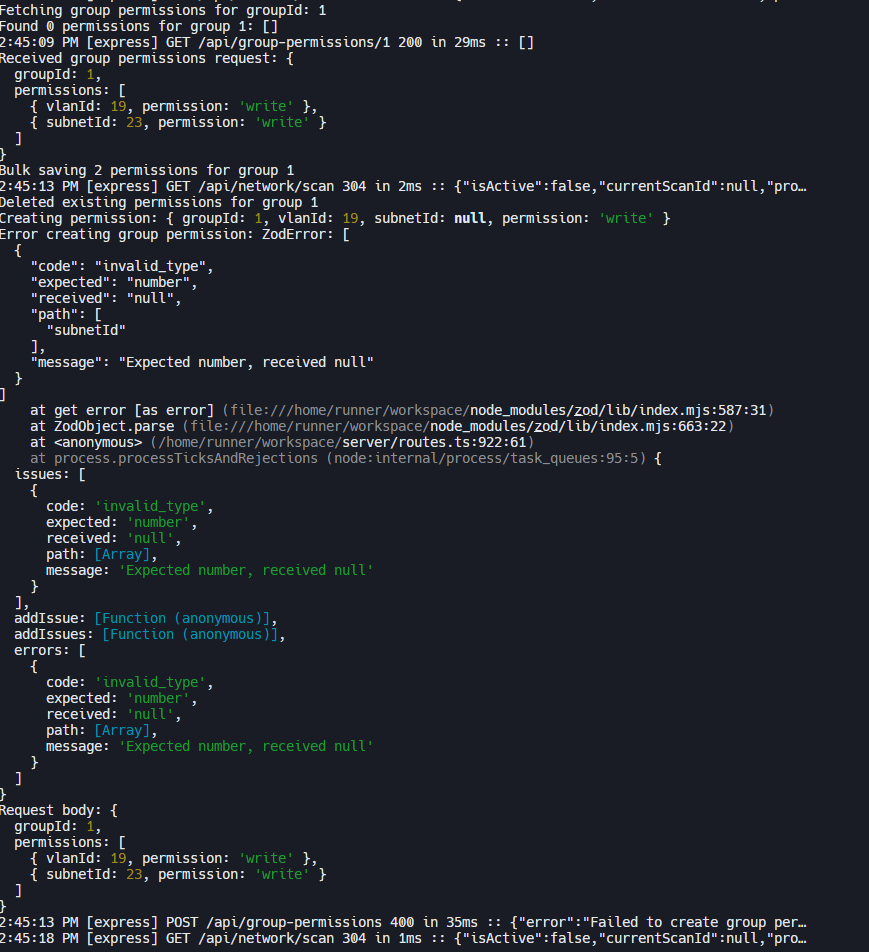 Fetching group permissions for groupId: 1
Found 0 permissions for group 1: []
2:45:09 PM [express] GET /api/group-permissions/1 200 in 29ms :: []
Received group permissions request: {
  groupId: 1,
  permissions: [
    { vlanId: 19, permission: 'write' },
    { subnetId: 23, permission: 'write' }
  ]
}
Bulk saving 2 permissions for group 1
2:45:13 PM [express] GET /api/network/scan 304 in 2ms :: {"isActive":false,"currentScanId":null,"pro…
Deleted existing permissions for group 1
Creating permission: { groupId: 1, vlanId: 19, subnetId: null, permission: 'write' }
Error creating group permission: ZodError: [
  {
    "code": "invalid_type",
    "expected": "number",
    "received": "null",
    "path": [
      "subnetId"
    ],
    "message": "Expected number, received null"
  }
]
    at get error [as error] (file:///home/runner/workspace/node_modules/zod/lib/index.mjs:587:31)
    at ZodObject.parse (file:///home/runner/workspace/node_modules/zod/lib/index.mjs:663:22)
    at <anonymous> (/home/runner/workspace/server/routes.ts:922:61)
    at process.processTicksAndRejections (node:internal/process/task_queues:95:5) {
  issues: [
    {
      code: 'invalid_type',
      expected: 'number',
      received: 'null',
      path: [Array],
      message: 'Expected number, received null'
    }
  ],
  addIssue: [Function (anonymous)],
  addIssues: [Function (anonymous)],
  errors: [
    {
      code: 'invalid_type',
      expected: 'number',
      received: 'null',
      path: [Array],
      message: 'Expected number, received null'
    }
  ]
}
Request body: {
  groupId: 1,
  permissions: [
    { vlanId: 19, permission: 'write' },
    { subnetId: 23, permission: 'write' }
  ]
}
2:45:13 PM [express] POST /api/group-permissions 400 in 35ms :: {"error":"Failed to create group per…
2:45:18 PM [express] GET /api/network/scan 304 in 1ms :: {"isActive":false,"currentScanId":null,"pro…